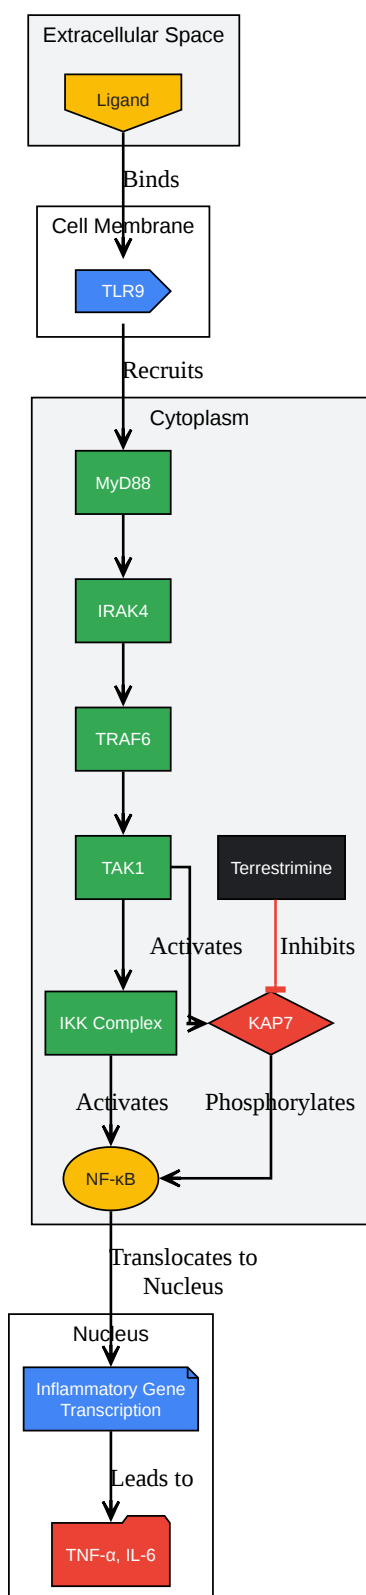 Extracellular Space
Ligand
Binds
Cell Membrane
TLR9
Recruits
Cytoplasm
MyD88
IRAK4
TRAF6
TAK1
Terrestrimine
Activates
Inhibits
IKK Complex
KAP7
Activates
Phosphorylates
NF-κB
Translocates to
Nucleus
Nucleus
Inflammatory Gene
Transcription
Leads to
TNF-α, IL-6